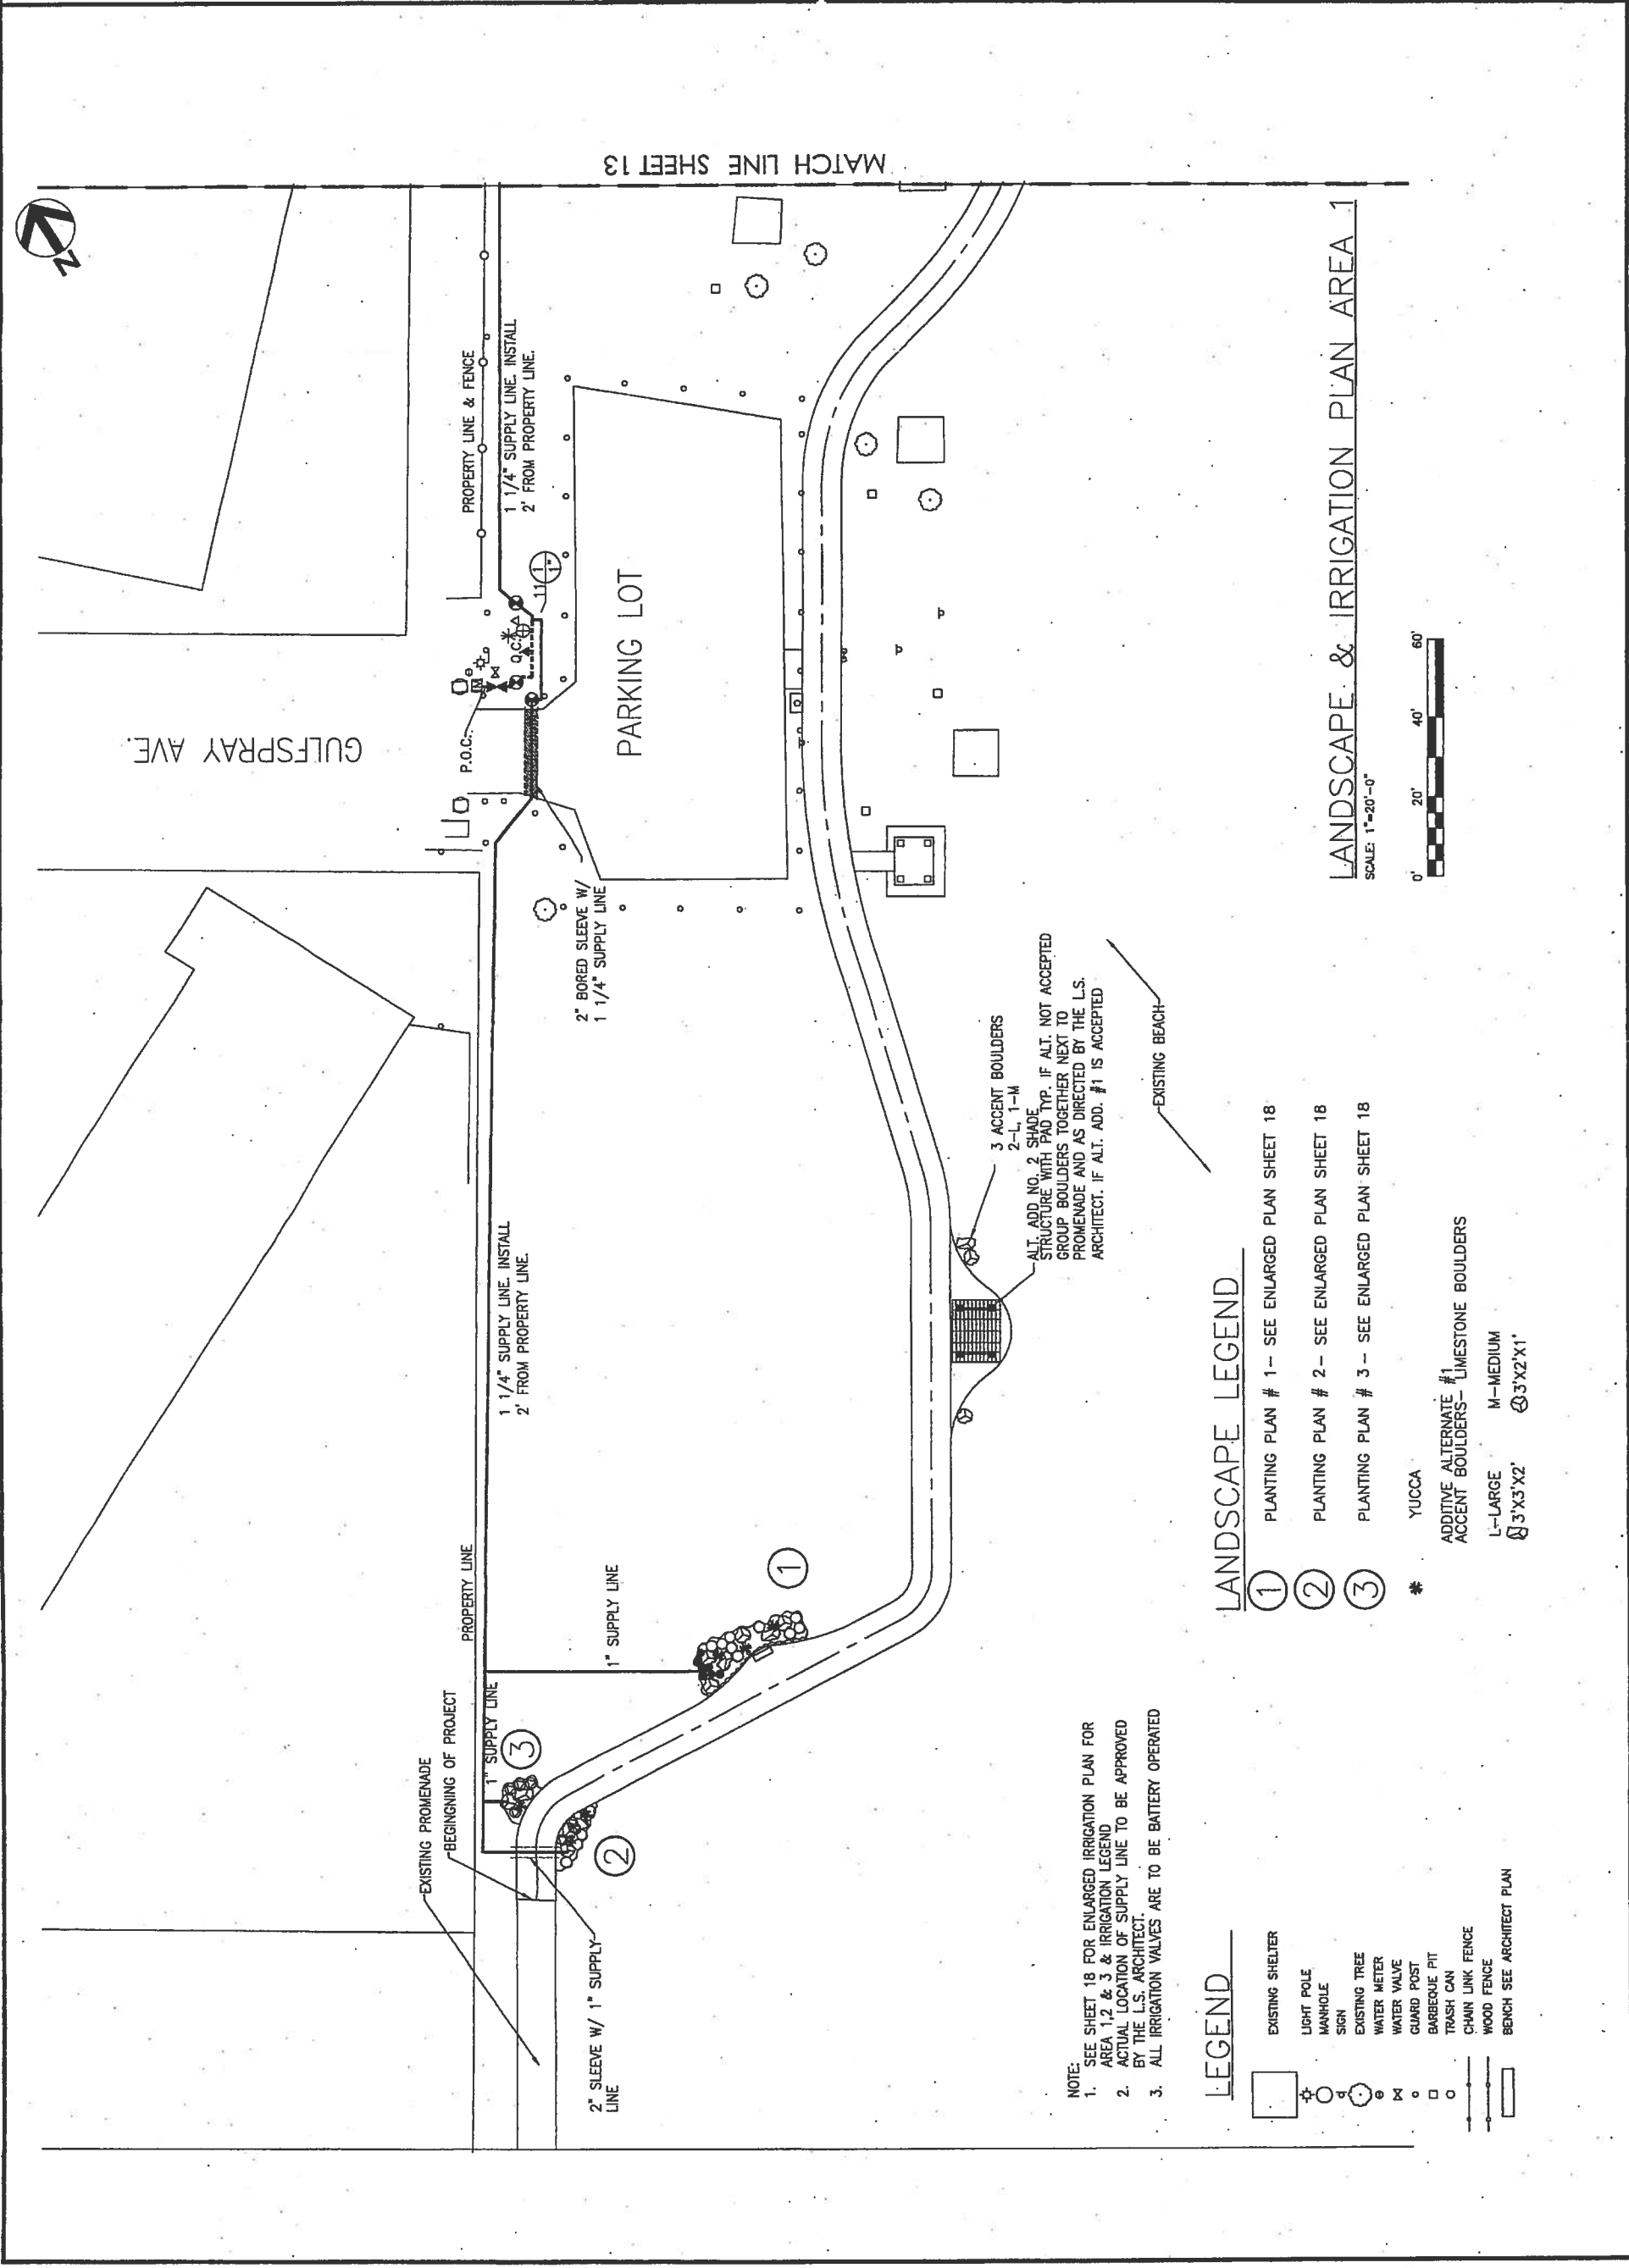 N
MATCH LINE SHEET 13
GULFSPRAY AVE.
PROPERTY LINE & FENCE
1 1/4" SUPPLY LINE. INSTALL
2' FROM PROPERTY LINE.
P.O.C.
M
Q.C.
11
1
1"
PARKING LOT
2" BORED SLEEVE W/
1 1/4" SUPPLY LINE
1 1/4" SUPPLY LINE. INSTALL
2' FROM PROPERTY LINE.
PROPERTY LINE
1" SUPPLY LINE
1
1" SUPPLY LINE
3
2
EXISTING PROMENADE
BEGINGNING OF PROJECT
2" SLEEVE W/ 1" SUPPLY
LINE
3 ACCENT BOULDERS
2-L, 1-M
ALT. ADD NO. 2 SHADE
STRUCTURE WITH PAD TYP. IF ALT. NOT ACCEPTED
GROUP BOULDERS TOGETHER NEXT TO
PROMENADE AND AS DIRECTED BY THE L.S.
ARCHITECT. IF ALT. ADD. #1 IS ACCEPTED
EXISTING BEACH
NOTE:
1. SEE SHEET 18 FOR ENLARGED IRRIGATION PLAN FOR
AREA 1,2 & 3 & IRRIGATION LEGEND
2. ACTUAL LOCATION OF SUPPLY LINE TO BE APPROVED
BY THE L.S. ARCHITECT.
3. ALL IRRIGATION VALVES ARE TO BE BATTERY OPERATED
LEGEND
EXISTING SHELTER
LIGHT POLE
MANHOLE
SIGN
EXISTING TREE
WATER METER
WATER VALVE
GUARD POST
BARBEQUE PIT
TRASH CAN
CHAIN LINK FENCE
WOOD FENCE
BENCH SEE ARCHITECT PLAN
LANDSCAPE LEGEND
1 PLANTING PLAN # 1- SEE ENLARGED PLAN SHEET 18
2 PLANTING PLAN # 2- SEE ENLARGED PLAN SHEET 18
3 PLANTING PLAN # 3- SEE ENLARGED PLAN SHEET 18
* YUCCA
ADDITIVE ALTERNATE #1
ACCENT BOULDERS- LIMESTONE BOULDERS
L-LARGE M-MEDIUM
3'X3'X2' 3'X2'X1'
LANDSCAPE & IRRIGATION PLAN AREA 1
SCALE: 1"=20'-0"
0' 20' 40' 60'